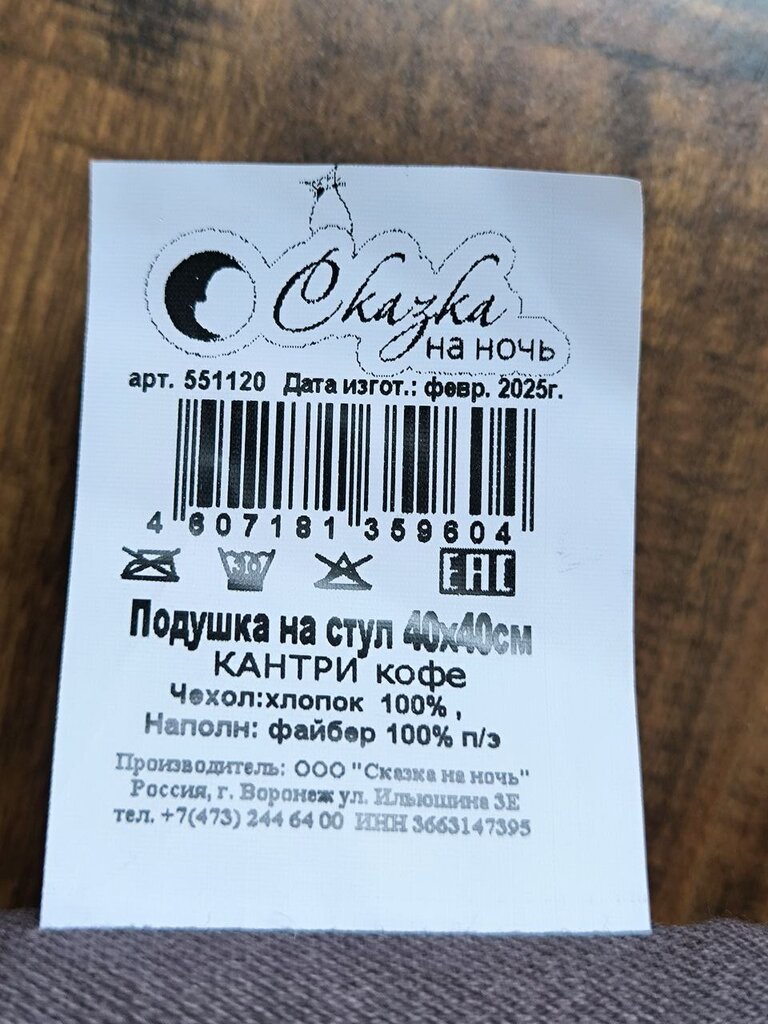 Сказка
на ночь
арт. 551120 Дата изгот.: февр. 2025г.
4 607181 359604
30
EAC
Подушка на стул 40х40см
КАНТРИ кофе
Чехол:хлопок 100% ,
Наполн: файбер 100% п/э
Производитель: ООО "Сказка на ночь"
Россия, г. Воронеж ул. Ильюшина 3Е
тел. +7(473) 244 64 00 ИНН 3663147395